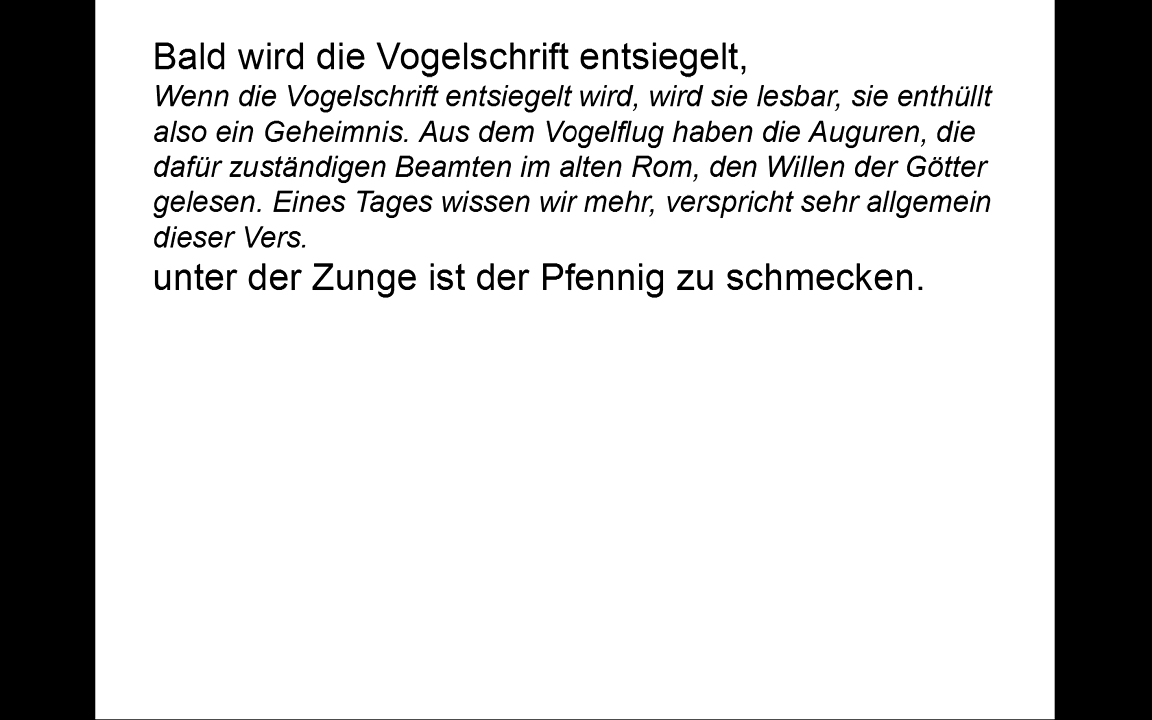 Bald wird die Vogelschrift entsiegelt,
Wenn die Vogelschrift entsiegelt wird, wird sie lesbar, sie enthüllt
also ein Geheimnis. Aus dem Vogelflug haben die Auguren, die
dafür zuständigen Beamten im alten Rom, den Willen der Götter
gelesen. Eines Tages wissen wir mehr, verspricht sehr allgemein
dieser Vers.
unter der Zunge ist der Pfennig zu schmecken.